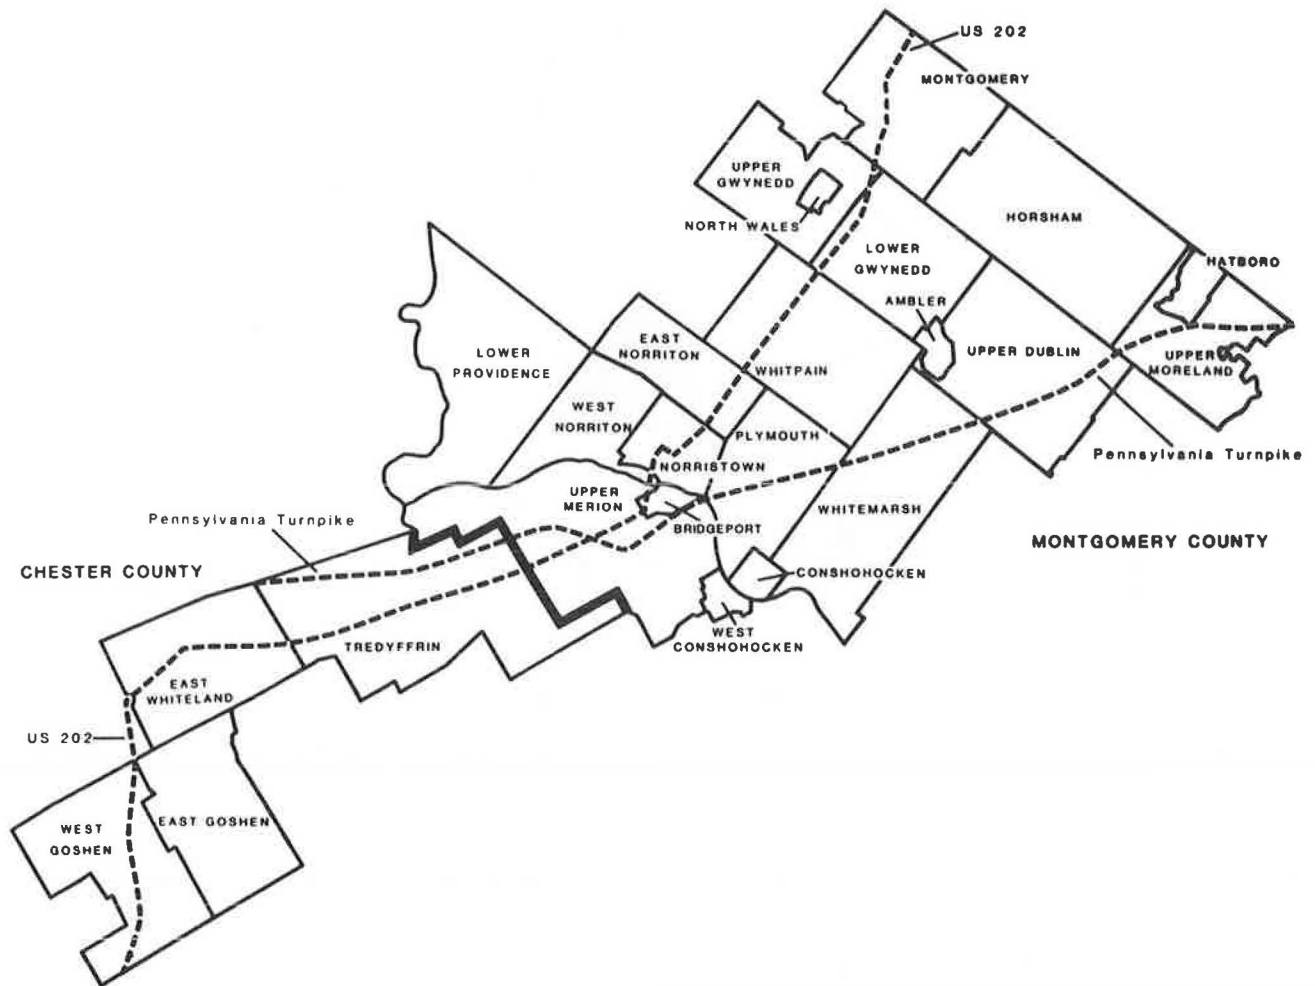 US 202
MONTGOMERY
UPPER
GWYNEDD
NORTH WALES
HORSHAM
LOWER
GWYNEDD
HATBORO
AMBLER
EAST
NORRITON
LOWER
PROVIDENCE
WHITPAIN
UPPER DUBLIN
UPPER
MORELAND
WEST
NORRITON
PLYMOUTH
Pennsylvania Turnpike
NORRISTOWN
UPPER
MERION
BRIDGEPORT
WHITEMARSH
Pennsylvania Turnpike
MONTGOMERY COUNTY
CHESTER COUNTY
CONSHOHOCKEN
WEST
CONSHOHOCKEN
TREDYFFRIN
EAST
WHITELAND
US 202
WEST
GOSHEN
EAST GOSHEN